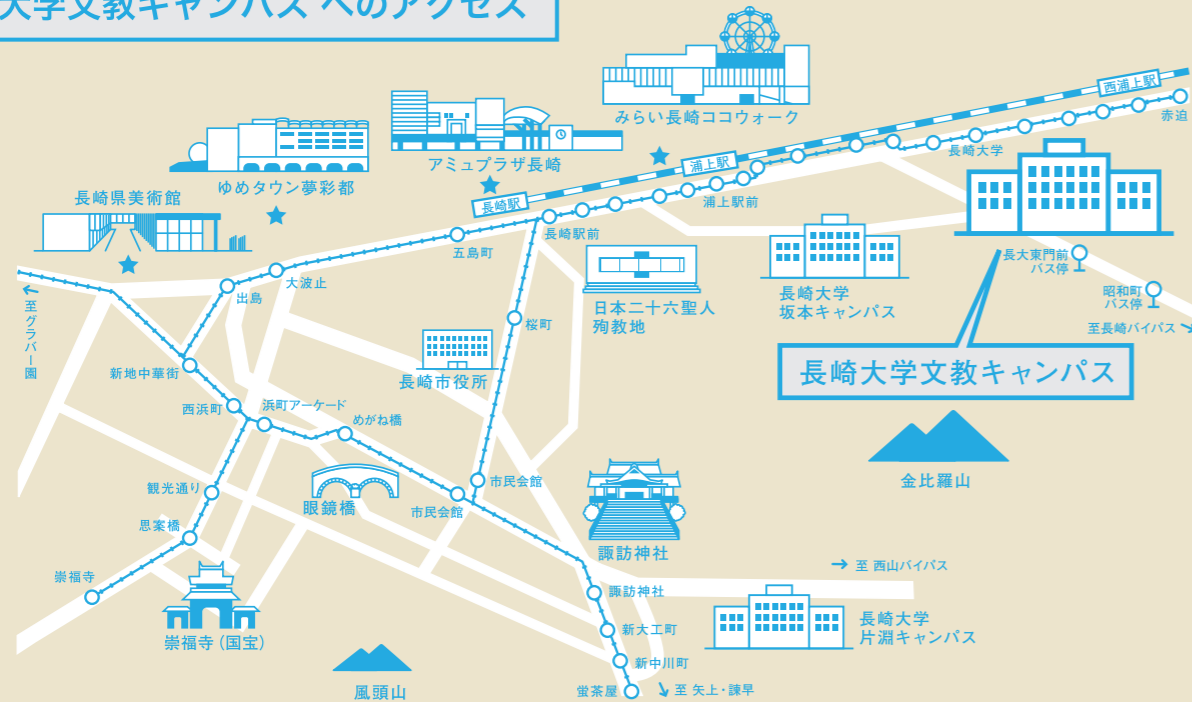 大学文教キャンパス へのアクセス
みらい長崎ココウォーク
西浦上駅
赤迫
長崎大学
アミュプラザ長崎
浦上駅
浦上駅前
ゆめタウン夢彩都
長崎県美術館
長崎駅
長崎駅前
五島町
大波止
出島
←
至グラバー園
日本二十六聖人
殉教地
長崎大学
坂本キャンパス
長大東門前
バス停
昭和町
バス停
至長崎バイパス →
長崎大学文教キャンパス
桜町
長崎市役所
新地中華街
西浜町
浜町アーケード
めがね橋
金比羅山
眼鏡橋
市民会館
市民会館
観光通り
思案橋
諏訪神社
崇福寺
崇福寺(国宝)
→ 至 西山バイパス
諏訪神社
新大工町
新中川町
蛍茶屋
↘ 至 矢上・諫早
長崎大学
片淵キャンパス
風頭山